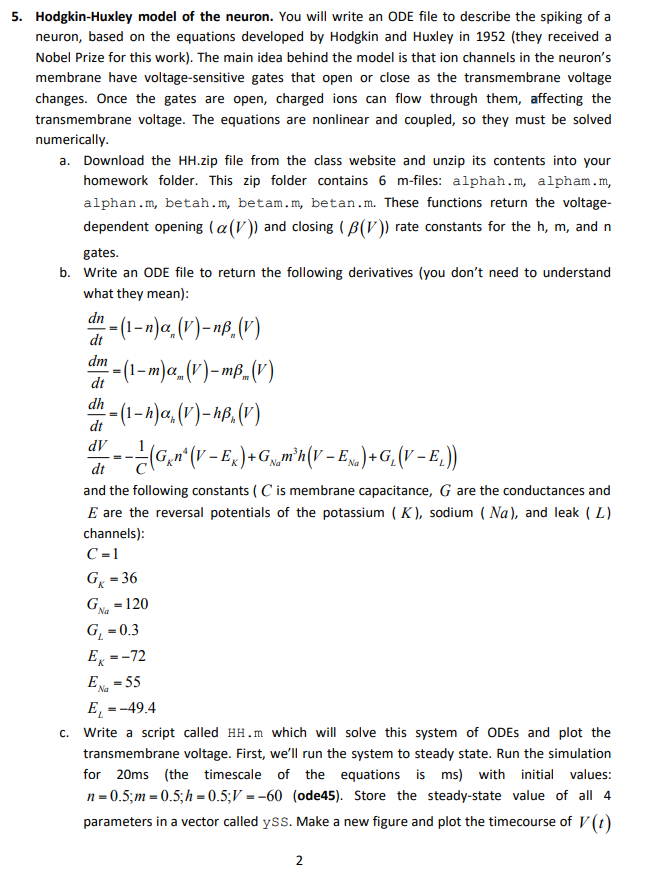 5. Hodgkin-Huxley model of the neuron. You will write an ODE file to describe the spiking of a
neuron, based on the equations developed by Hodgkin and Huxley in 1952 (they received a
Nobel Prize for this work). The main idea behind the model is that ion channels in the neuron's
membrane have voltage-sensitive gates that open or close as the transmembrane voltage
changes. Once the gates are open, charged ions can flow through them, affecting the
transmembrane voltage. The equations are nonlinear and coupled, so they must be solved
numerically.
a. Download the HH.zip file from the class website and unzip its contents into your
homework folder. This zip folder contains 6 m-files: alphah.m, alpham.m,
alphan.m, betah.m, betam.m, betan.m. These functions return the voltage-
dependent opening (α(V)) and closing ( β(V)) rate constants for the h, m, and n
gates.
b. Write an ODE file to return the following derivatives (you don't need to understand
what they mean):
dn/dt = (1−n)αₙ(V)−nβₙ(V)
dm/dt = (1−m)αₘ(V)−mβₘ(V)
dh/dt = (1−h)αₕ(V)−hβₕ(V)
dV/dt = −1/C(G_K n⁴(V−E_K)+G_Na m³h(V−E_Na)+G_L(V−E_L))
and the following constants ( C is membrane capacitance, G are the conductances and
E are the reversal potentials of the potassium ( K), sodium ( Na), and leak ( L)
channels):
C = 1
G_K = 36
G_Na = 120
G_L = 0.3
E_K = −72
E_Na = 55
E_L = −49.4
c. Write a script called HH.m which will solve this system of ODEs and plot the
transmembrane voltage. First, we'll run the system to steady state. Run the simulation
for 20ms (the timescale of the equations is ms) with initial values:
n = 0.5; m = 0.5; h = 0.5; V = −60 (ode45). Store the steady-state value of all 4
parameters in a vector called ySS. Make a new figure and plot the timecourse of V(t)
2